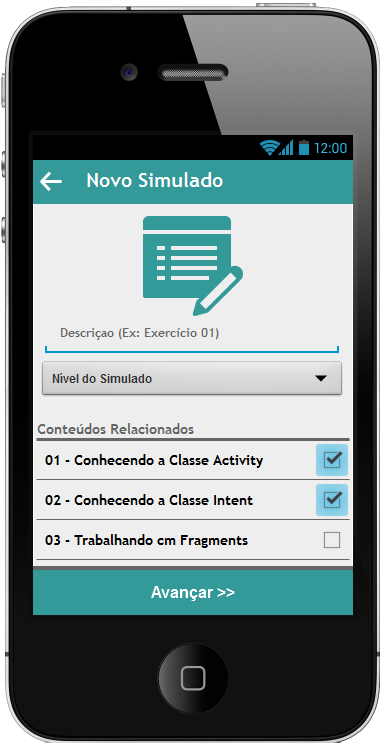 12:00
Novo Simulado
Descriçao (Ex: Exercício 01)
Nível do Simulado
Conteúdos Relacionados
01 - Conhecendo a Classe Activity
02 - Conhecendo a Classe Intent
03 - Trabalhando cm Fragments
Avançar >>